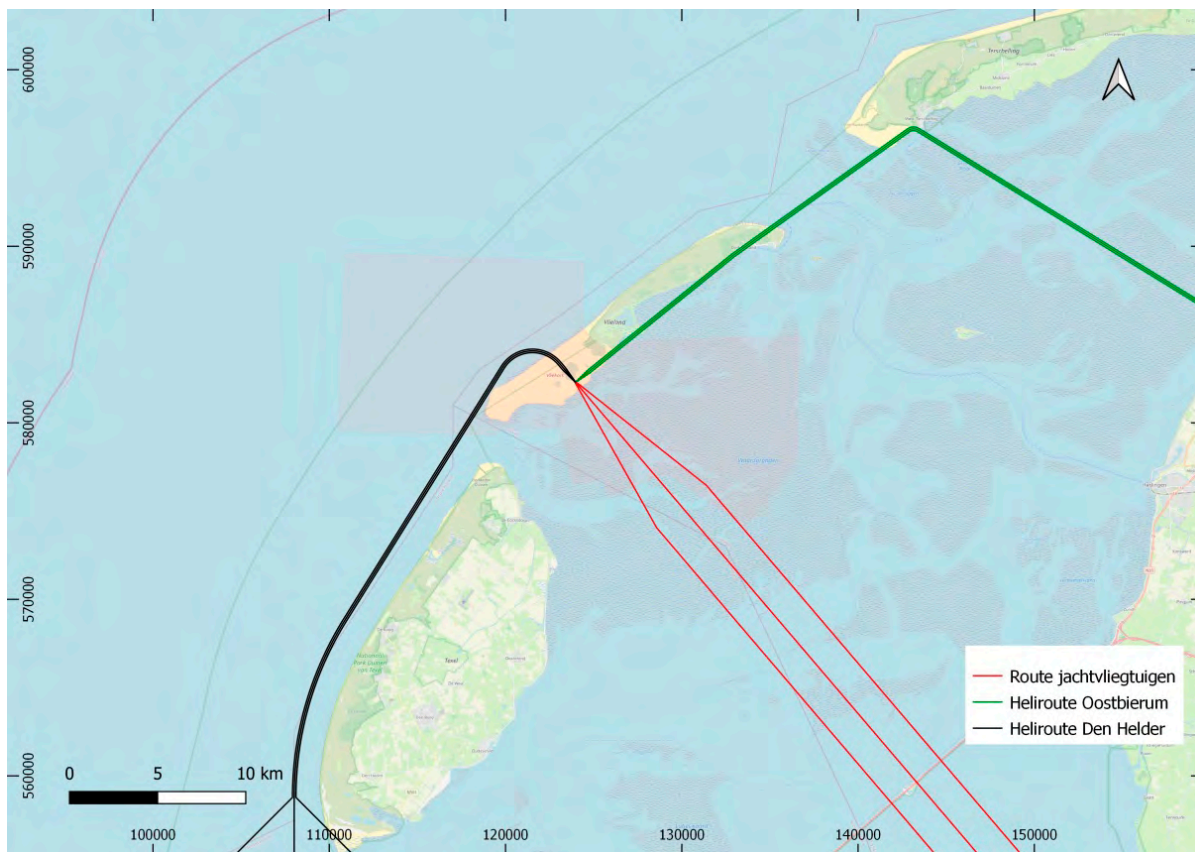 600000
590000
580000
570000
560000
Terschelling
Vlieland
Texel
Route jachtvliegtuigen
Heliroute Oostbierum
Heliroute Den Helder
0 5 10 km
100000 110000 120000 130000 140000 150000